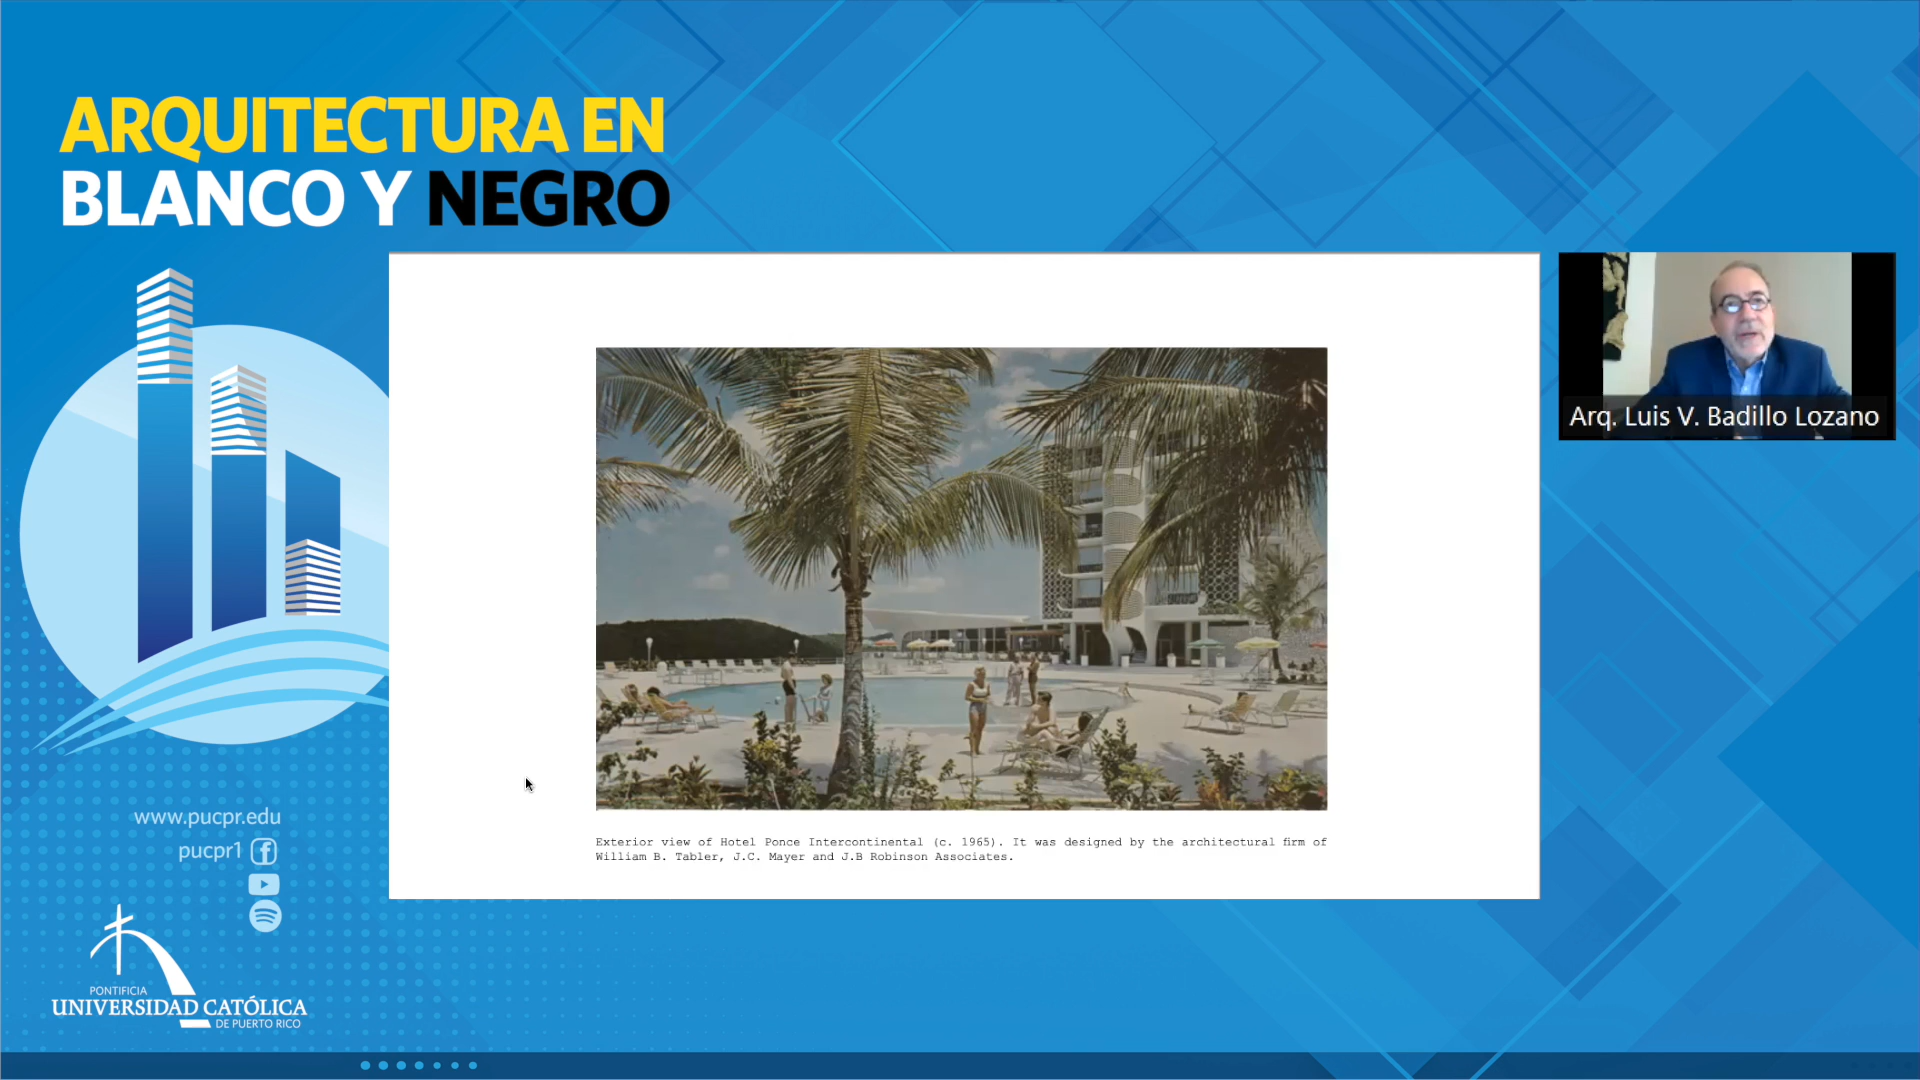 ARQUITECTURA EN
BLANCO Y NEGRO
Arq. Luis V. Badillo Lozano
Exterior view of Hotel Ponce Intercontinental (c. 1965). It was designed by the architectural firm of
William B. Tabler, J.C. Mayer and J.B Robinson Associates.
www.pucpr.edu
pucpr1
PONTIFICIA
UNIVERSIDAD CATÓLICA
DE PUERTO RICO